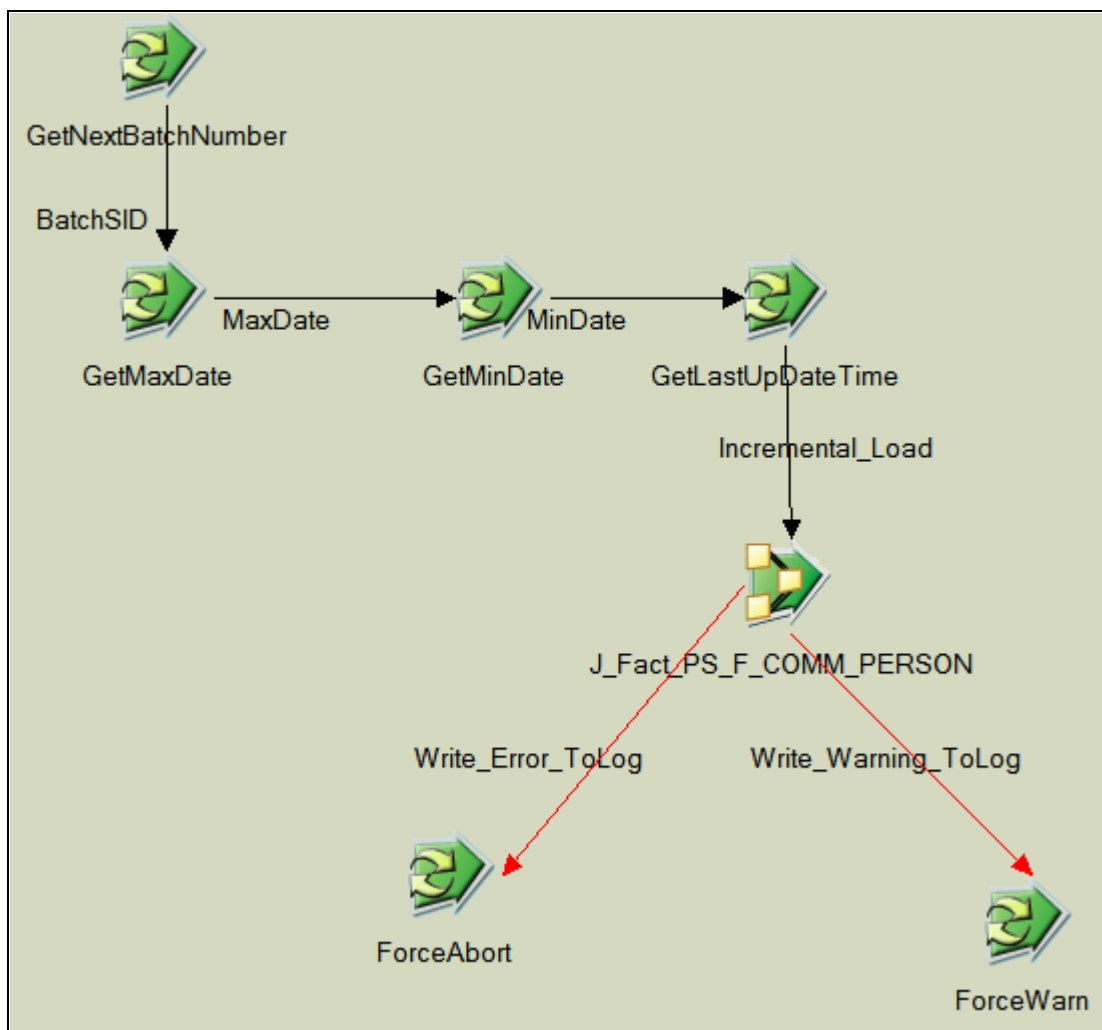 GetNextBatchNumber
BatchSID
MaxDate
MinDate
GetMaxDate
GetMinDate
GetLastUpDateTime
Incremental_Load
J_Fact_PS_F_COMM_PERSON
Write_Error_ToLog
Write_Warning_ToLog
ForceAbort
ForceWarn